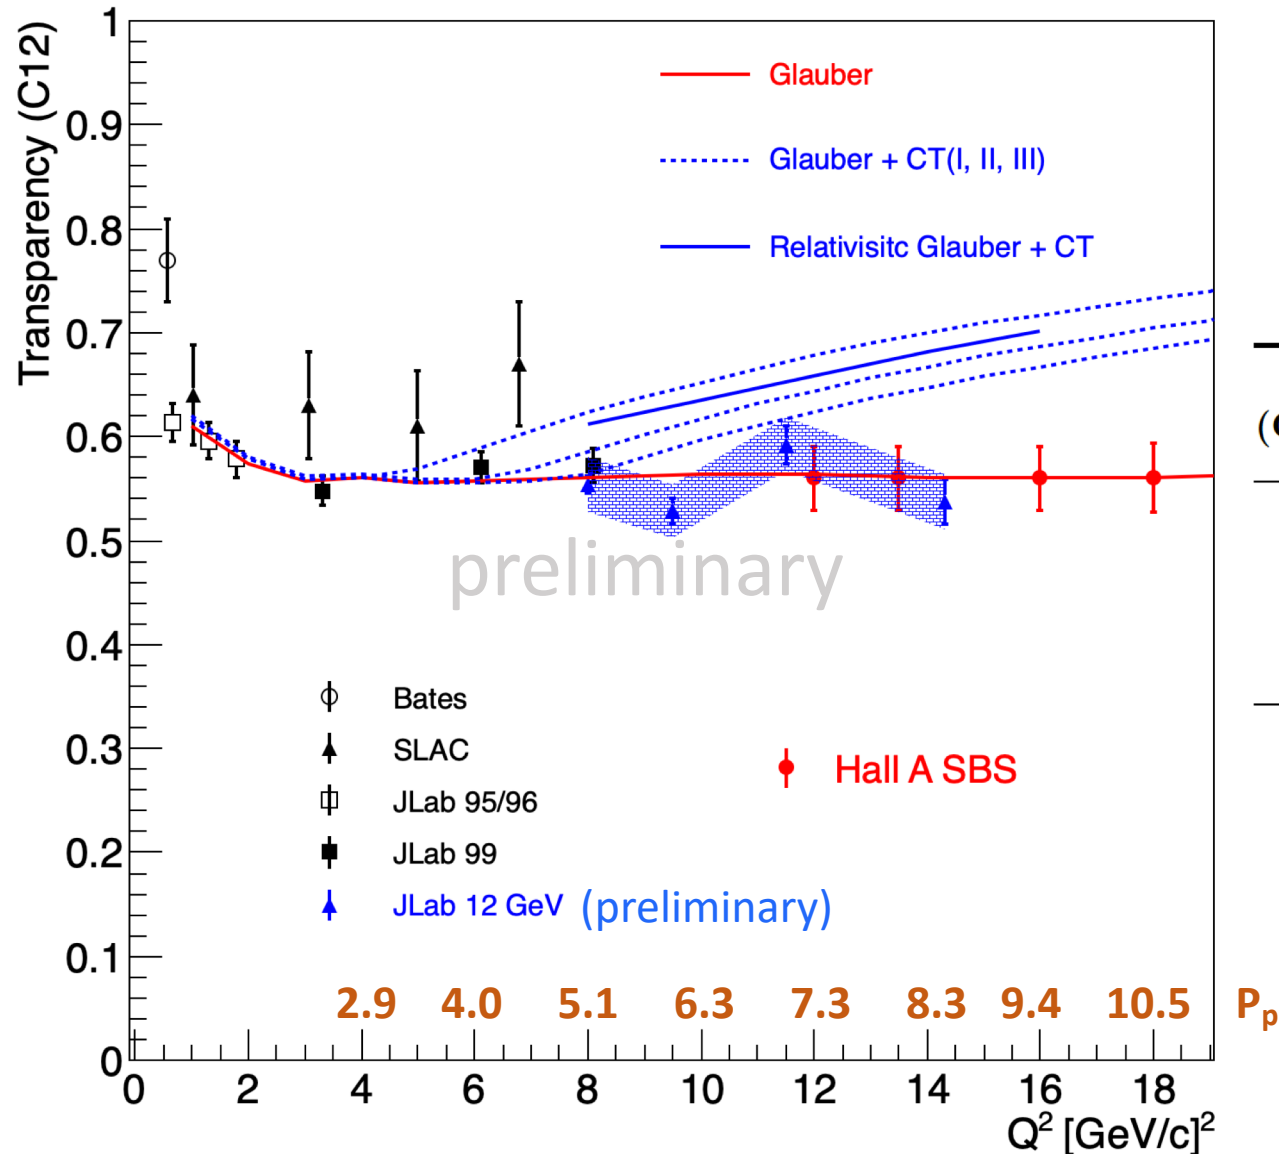 Transparency (C12)
1
0.9
0.8
0.7
0.6
0.5
0.4
0.3
0.2
0.1
0
Glauber
Glauber + CT(I, II, III)
Relativisitc Glauber + CT
preliminary
Bates
SLAC
JLab 95/96
JLab 99
JLab 12 GeV (preliminary)
Hall A SBS
2.9 4.0 5.1 6.3 7.3 8.3 9.4 10.5 Pp
0 2 4 6 8 10 12 14 16 18
Q² [GeV/c]²